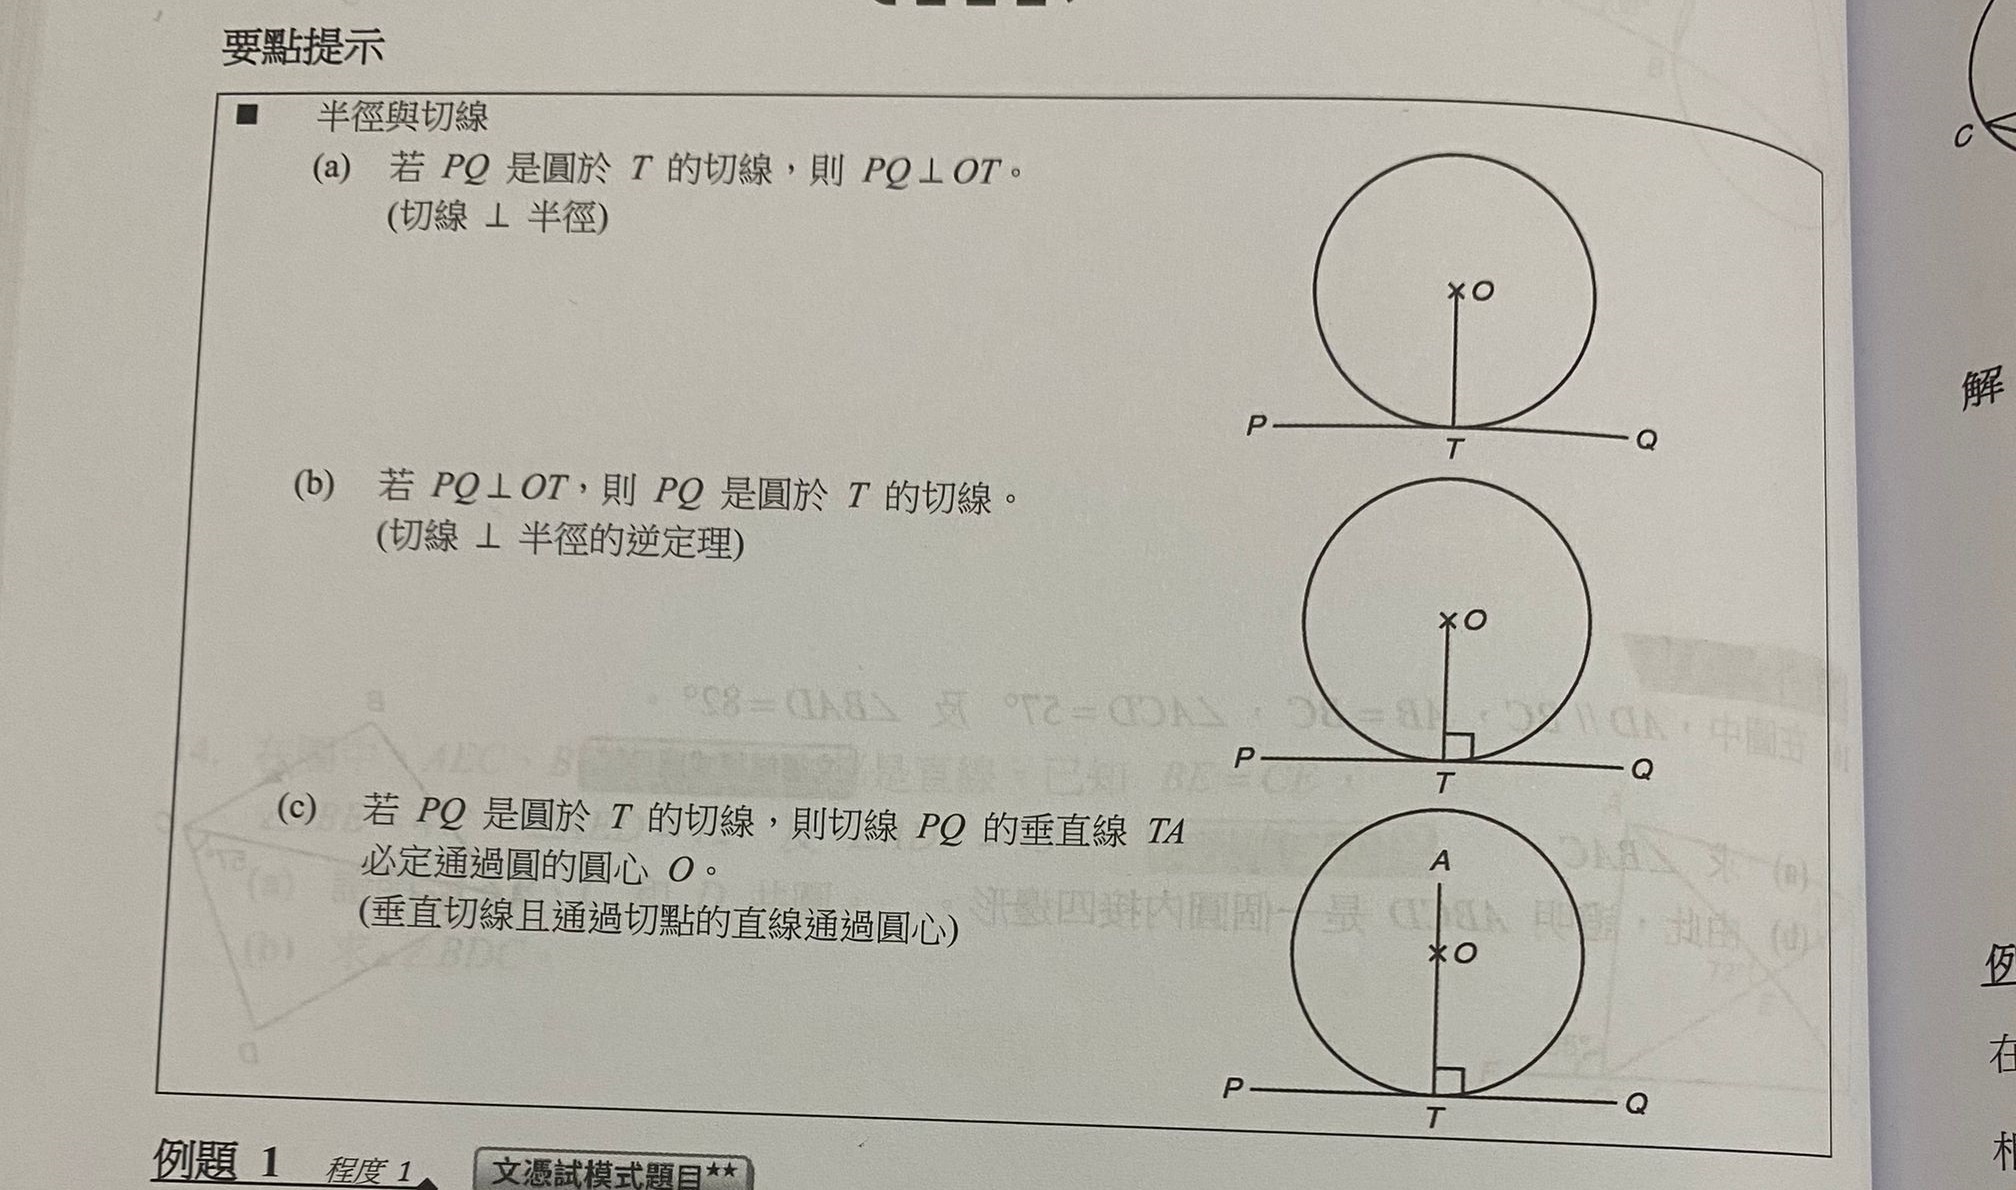 要點提示
■ 半徑與切線
(a) 若 PQ 是圓於 T 的切線，則 PQ⊥OT。
(切線 ⊥ 半徑)
O
P
T
Q
(b) 若 PQ⊥OT，則 PQ 是圓於 T 的切線。
(切線 ⊥ 半徑的逆定理)
O
P
T
Q
(c) 若 PQ 是圓於 T 的切線，則切線 PQ 的垂直線 TA
必定通過圓的圓心 O。
(垂直切線且通過切點的直線通過圓心)
A
O
P
T
Q
例題 1 程度 1
文憑試模式題目★★
C
解
例
在